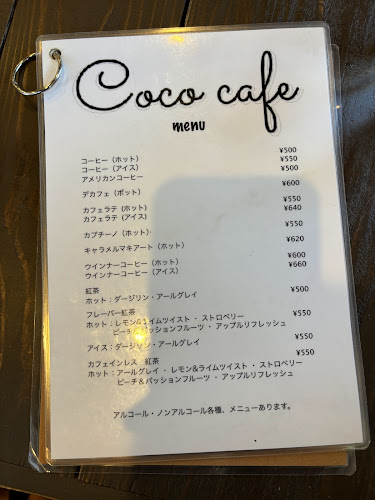 Coco cafe
menu
コーヒー（ホット） ¥500
コーヒー（アイス） ¥550
アメリカンコーヒー ¥500
デカフェ（ポット） ¥600
カフェラテ（ホット） ¥550
カフェラテ（アイス） ¥640
カプチーノ（ホット） ¥550
キャラメルマキアート（ホット） ¥620
ウインナーコーヒー（ホット） ¥600
ウインナーコーヒー（アイス） ¥660
紅茶 ¥500
ホット：ダージリン・アールグレイ
フレーバー紅茶 ¥550
ホット：レモン&ライムツイスト ・ ストロベリー
ピーチ＆パッションフルーツ ・ アップルリフレッシュ
アイス：ダージリン・アールグレイ ¥550
カフェインレス　紅茶 ¥550
ホット：アールグレイ ・ レモン&ライムツイスト ・ ストロベリー
ピーチ＆パッションフルーツ ・ アップルリフレッシュ
アルコール・ノンアルコール各種、メニューあります。